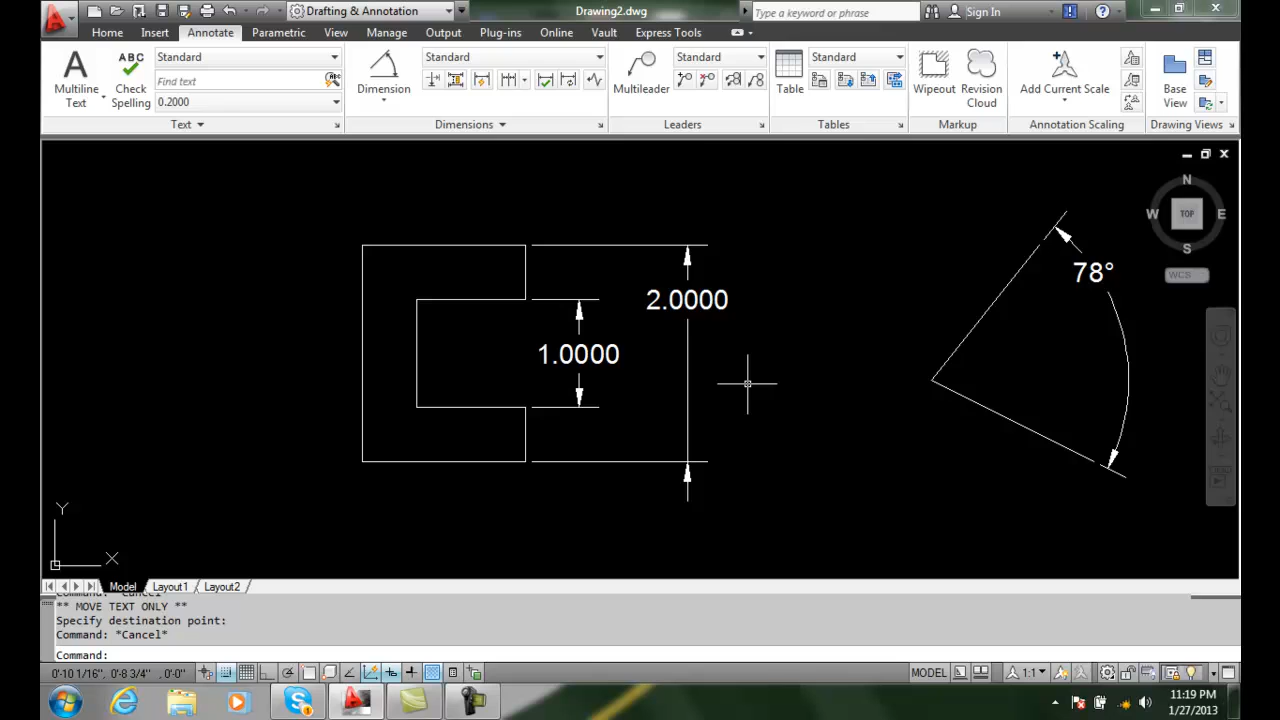 Drafting & Annotation
Drawing2.dwg
Type a keyword or phrase
Sign In
Home Insert Annotate Parametric View Manage Output Plug-ins Online Vault Express Tools
Multiline Text
ABC
Check Spelling
Standard
Find text
0.2000
Text
Dimension
Standard
Dimensions
Multileader
Standard
Leaders
Table
Standard
Tables
Wipeout
Revision Cloud
Markup
Add Current Scale
Annotation Scaling
Base View
Drawing Views
N
W TOP E
S
WCS
78°
2.0000
1.0000
Y
X
Model Layout1 Layout2
Command: *Cancel*
** MOVE TEXT ONLY **
Specify destination point:
Command: *Cancel*
Command:
0'-10 1/16", 0'-8 3/4", 0'-0"
MODEL
1:1
11:19 PM
1/27/2013